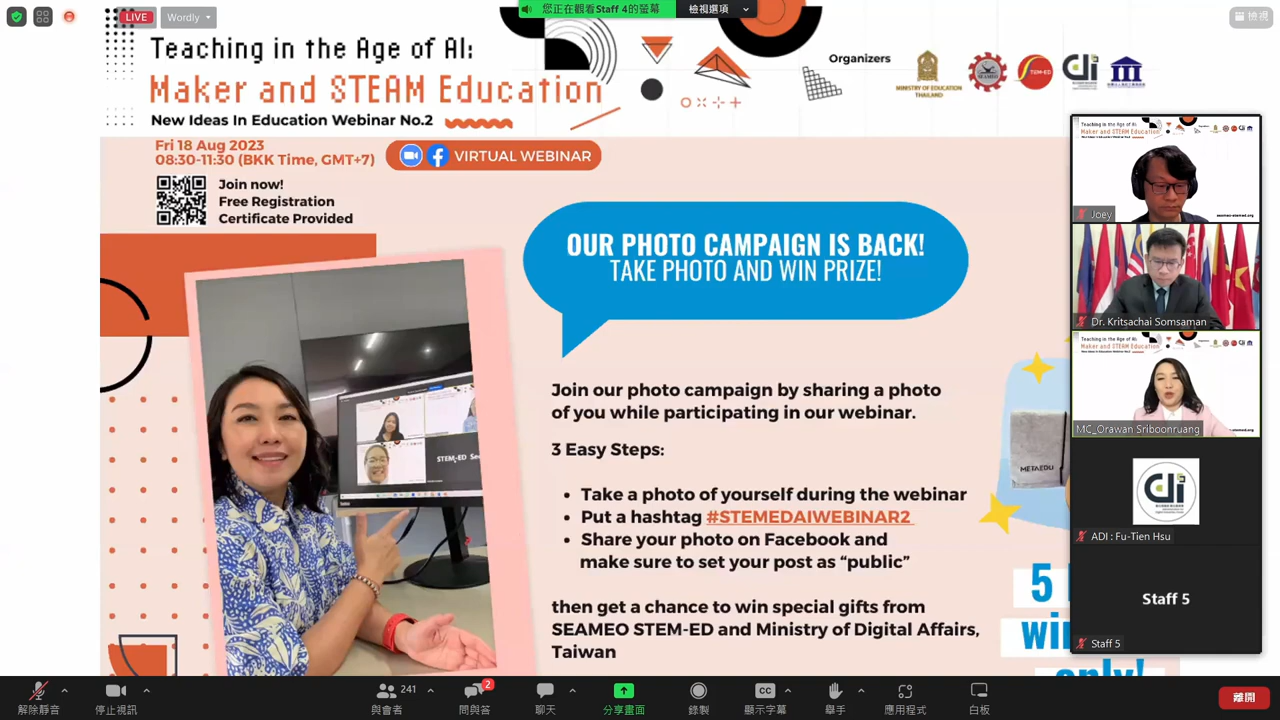 LIVE
Wordly
您正在觀看Staff 4的螢幕
檢視選項
檢視
Teaching in the Age of AI:
Maker and STEAM Education
New Ideas In Education Webinar No.2
Organizers
MINISTRY OF EDUCATION
THAILAND
Fri 18 Aug 2023
08:30-11:30 (BKK Time, GMT+7)
VIRTUAL WEBINAR
Join now!
Free Registration
Certificate Provided
OUR PHOTO CAMPAIGN IS BACK!
TAKE PHOTO AND WIN PRIZE!
Join our photo campaign by sharing a photo
of you while participating in our webinar.
3 Easy Steps:
• Take a photo of yourself during the webinar
• Put a hashtag #STEMEDAIWEBINAR2
• Share your photo on Facebook and
make sure to set your post as “public”
then get a chance to win special gifts from
SEAMEO STEM-ED and Ministry of Digital Affairs,
Taiwan
METAEDU
5
only!
Joey
Dr. Kritsachai Somsaman
MC_Orawan Sriboonruang
ADI : Fu-Tien Hsu
Staff 5
Staff 5
解除靜音
停止視訊
241
與會者
2
問與答
聊天
分享畫面
錄製
顯示字幕
舉手
應用程式
白板
離開